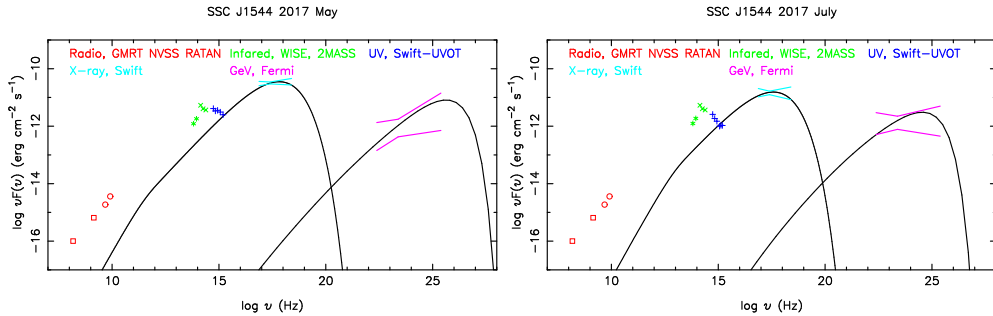 SSC J1544 2017 May
Radio, GMRT NVSS RATAN Infared, WISE, 2MASS UV, Swift-UVOT
X-ray, Swift GeV, Fermi
log νF(ν) (erg cm⁻² s⁻¹)
-10
-12
-14
-16
10 15 20 25
log ν (Hz)
SSC J1544 2017 July
Radio, GMRT NVSS RATAN Infared, WISE, 2MASS UV, Swift-UVOT
X-ray, Swift GeV, Fermi
log νF(ν) (erg cm⁻² s⁻¹)
-10
-12
-14
-16
10 15 20 25
log ν (Hz)